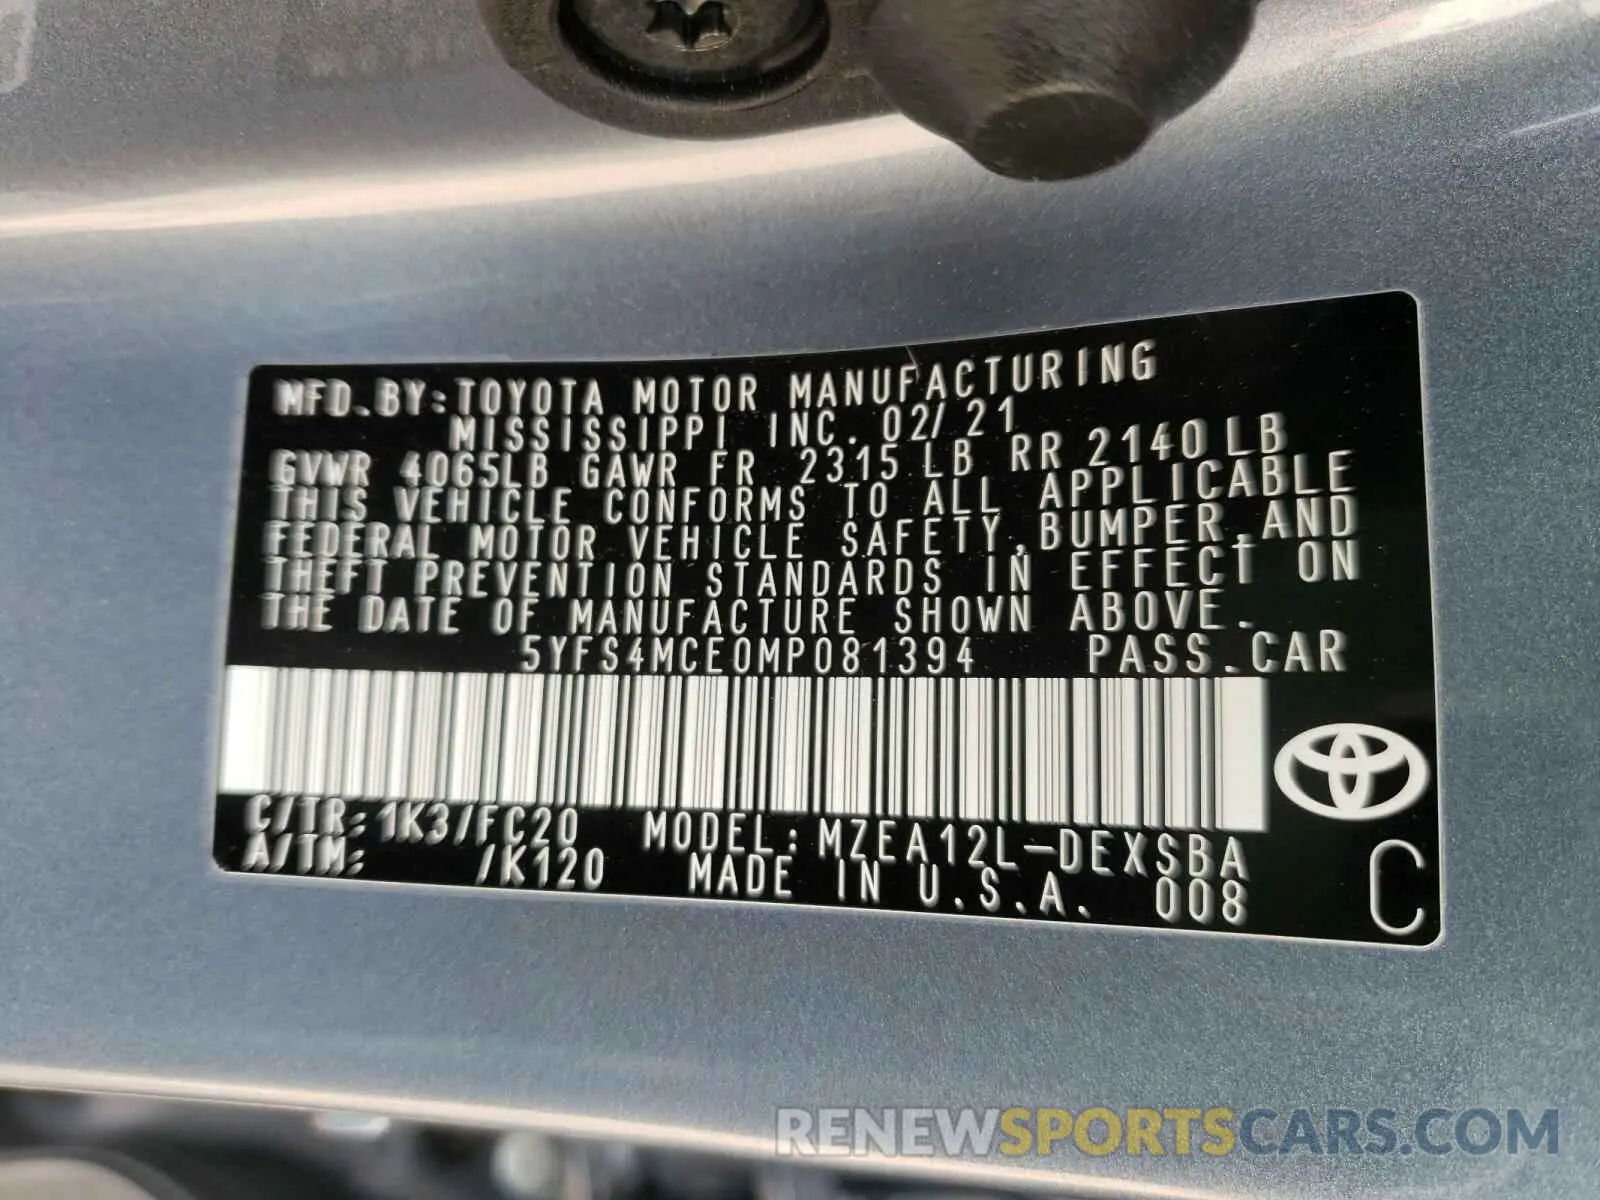 MFD. BY: TOYOTA MOTOR MANUFACTURING
MISSISSIPPI INC. 02/21
GVWR 4065LB GAWR FR 2315 LB RR 2140 LB
THIS VEHICLE CONFORMS TO ALL APPLICABLE
FEDERAL MOTOR VEHICLE SAFETY, BUMPER, AND
THEFT PREVENTION STANDARDS IN EFFECT ON
THE DATE OF MANUFACTURE SHOWN ABOVE.
5YFS4MCE0MP081394 PASS. CAR
C/TR: 1K3/FC20 MODEL: MZEA12L-DEXSBA
A/TM: /K120 MADE IN U.S.A. 008
C
RENEWSPORTSCARS.COM